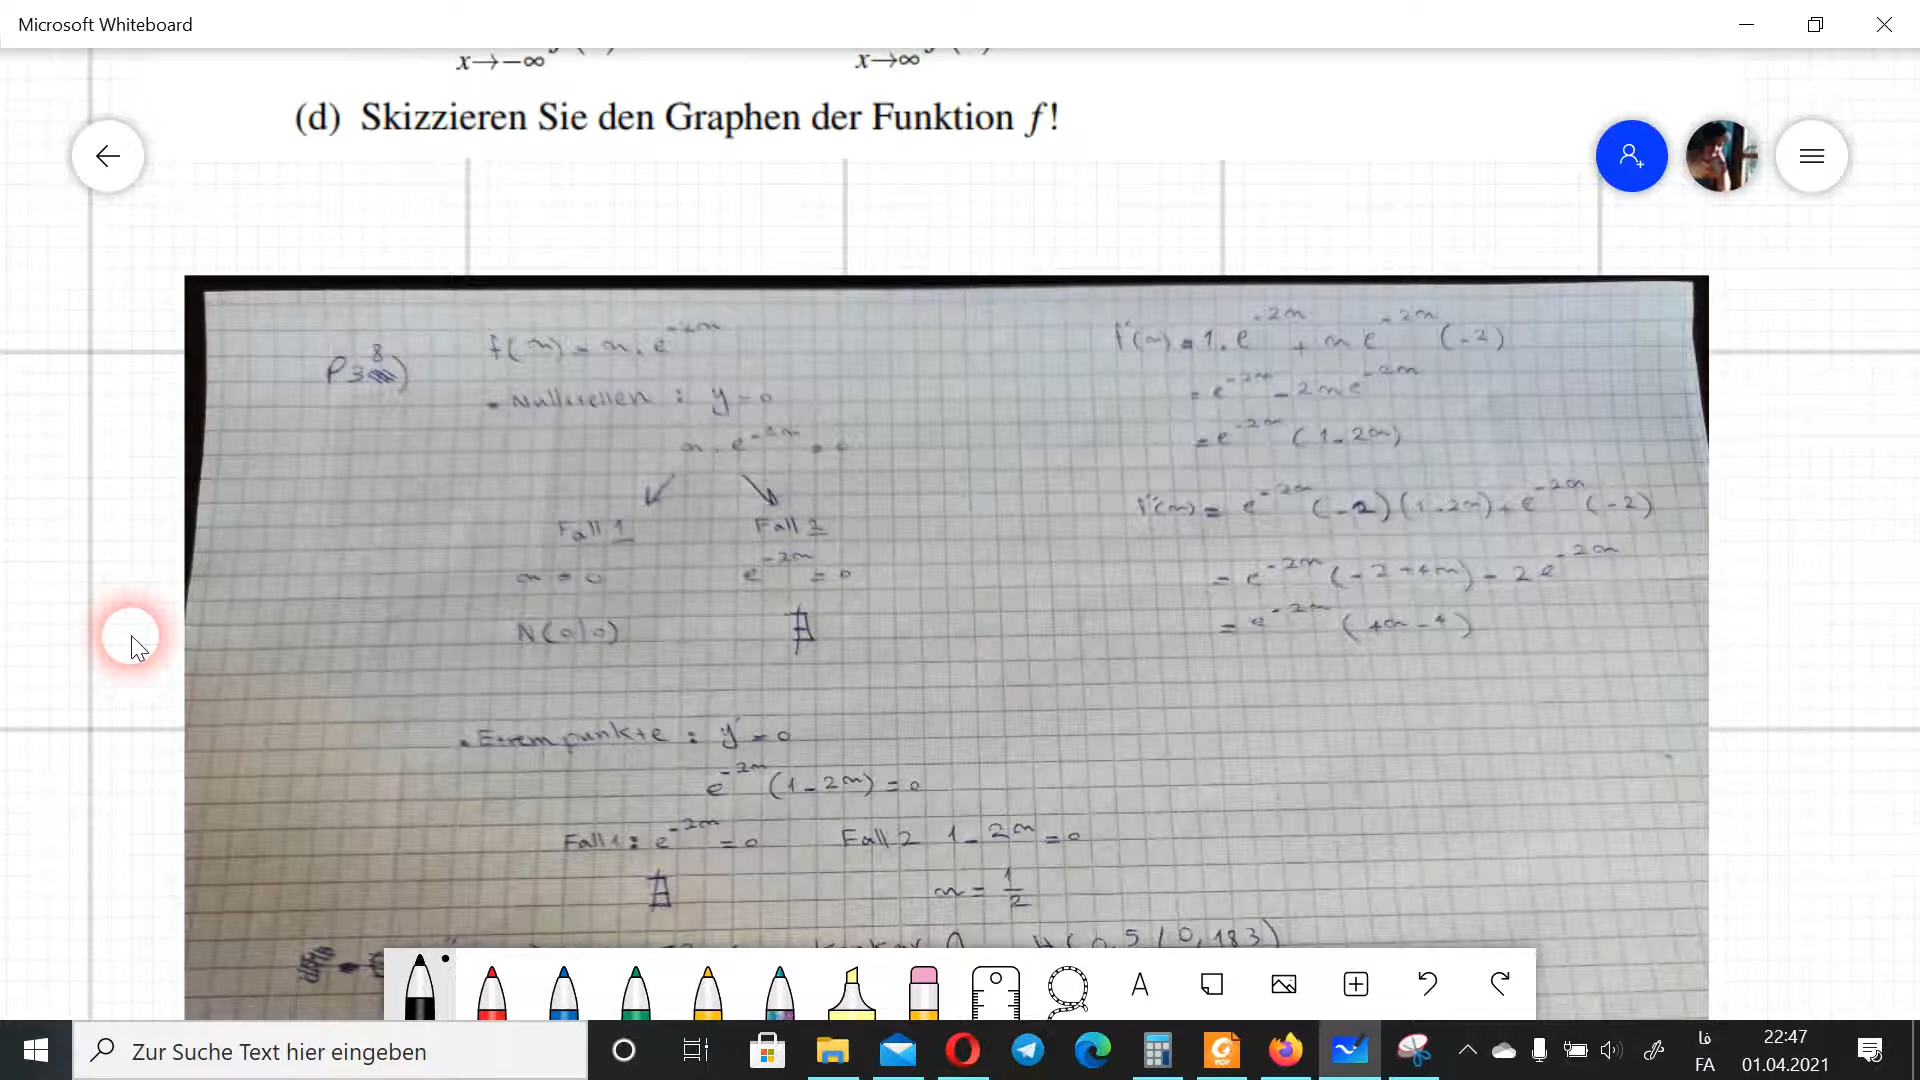 Microsoft Whiteboard
x→−∞ x→∞
(d) Skizzieren Sie den Graphen der Funktion f!
P3 8)
f(x) = x . e^-2x
• Nullstellen : y = 0
x . e^-2x = 0
Fall 1 Fall 2
x = 0 e^-2x = 0
N(0|0) ∄
f'(x) = 1 . e^-2x + x e^-2x (-2)
= e^-2x - 2x e^-2x
= e^-2x (1 - 2x)
f''(x) = e^-2x (-2)(1 - 2x) + e^-2x (-2)
= e^-2x (-2 + 4x) - 2 e^-2x
= e^-2x (4x - 4)
• Extrempunkte : y' = 0
e^-2x (1 - 2x) = 0
Fall 1 : e^-2x = 0 Fall 2 1 - 2x = 0
∄ x = 1/2
H(0,5 | 0,183)
A
Zur Suche Text hier eingeben
PDF
فا
FA
22:47
01.04.2021